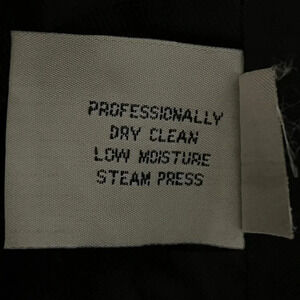 PROFESSIONALLY
DRY CLEAN
LOW MOISTURE
STEAM PRESS